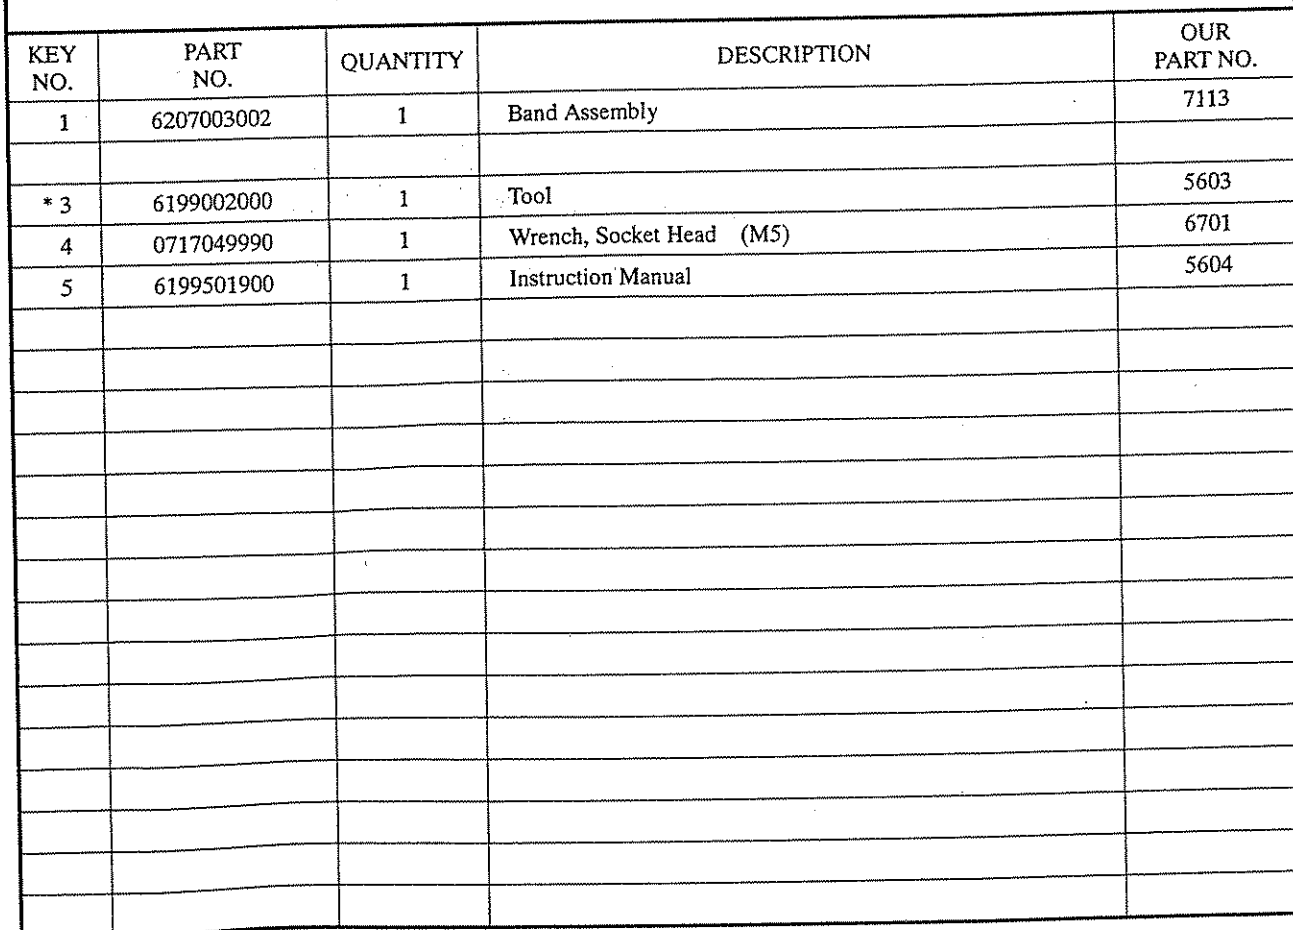 KEY NO. PART NO. QUANTITY DESCRIPTION OUR PART NO.
1 6207003002 1 Band Assembly 7113
* 3 6199002000 1 Tool 5603
4 0717049990 1 Wrench, Socket Head (M5) 6701
5 6199501900 1 Instruction Manual 5604